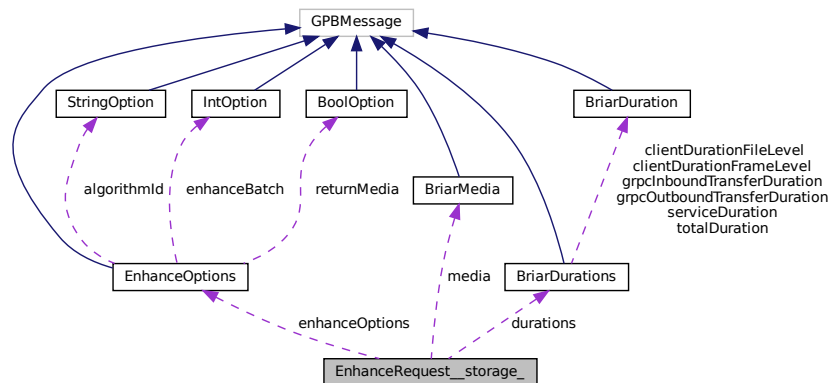 GPBMessage
StringOption
IntOption
BoolOption
BriarDuration
clientDurationFileLevel
clientDurationFrameLevel
grpcInboundTransferDuration
grpcOutboundTransferDuration
serviceDuration
totalDuration
algorithmId
enhanceBatch
returnMedia
BriarMedia
EnhanceOptions
media
BriarDurations
enhanceOptions
durations
EnhanceRequest__storage_